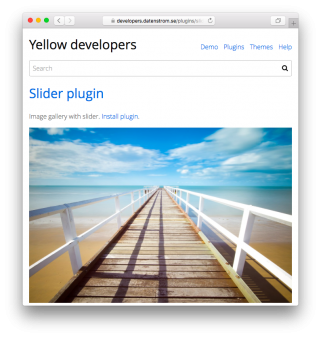 developers.datenstrom.se/plugins/
Yellow developers
Demo Plugins Themes Help
Search
Slider plugin
Image gallery with slider. Install plugin.